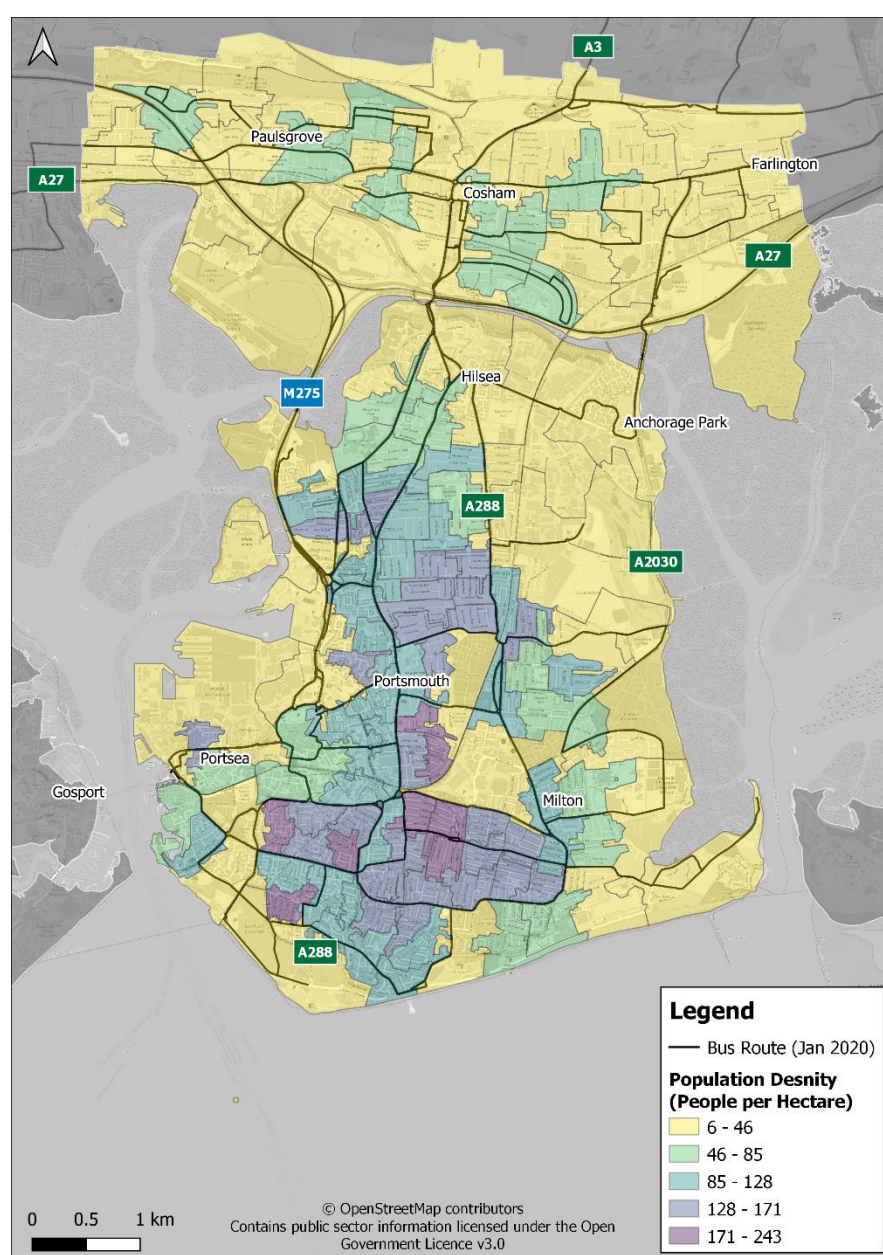 A3
Paulsgrove
Farlington
A27
Cosham
A27
Hilsea
M275
Anchorage Park
A288
A2030
Portsmouth
Portsea
Gosport
Milton
A288
Legend
Bus Route (Jan 2020)
Population Desnity
(People per Hectare)
6 - 46
46 - 85
85 - 128
128 - 171
171 - 243
0 0.5 1 km
© OpenStreetMap contributors
Contains public sector information licensed under the Open
Government Licence v3.0